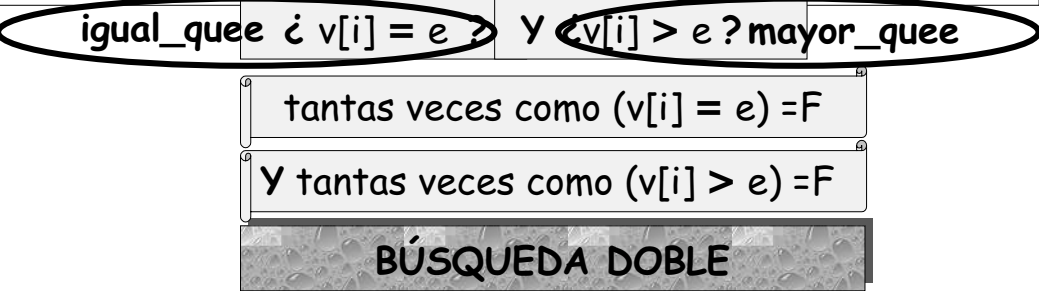 igual_quee ¿ v[i] = e ? Y ¿v[i] > e ? mayor_quee
tantas veces como (v[i] = e) =F
Y tantas veces como (v[i] > e) =F
BÚSQUEDA DOBLE